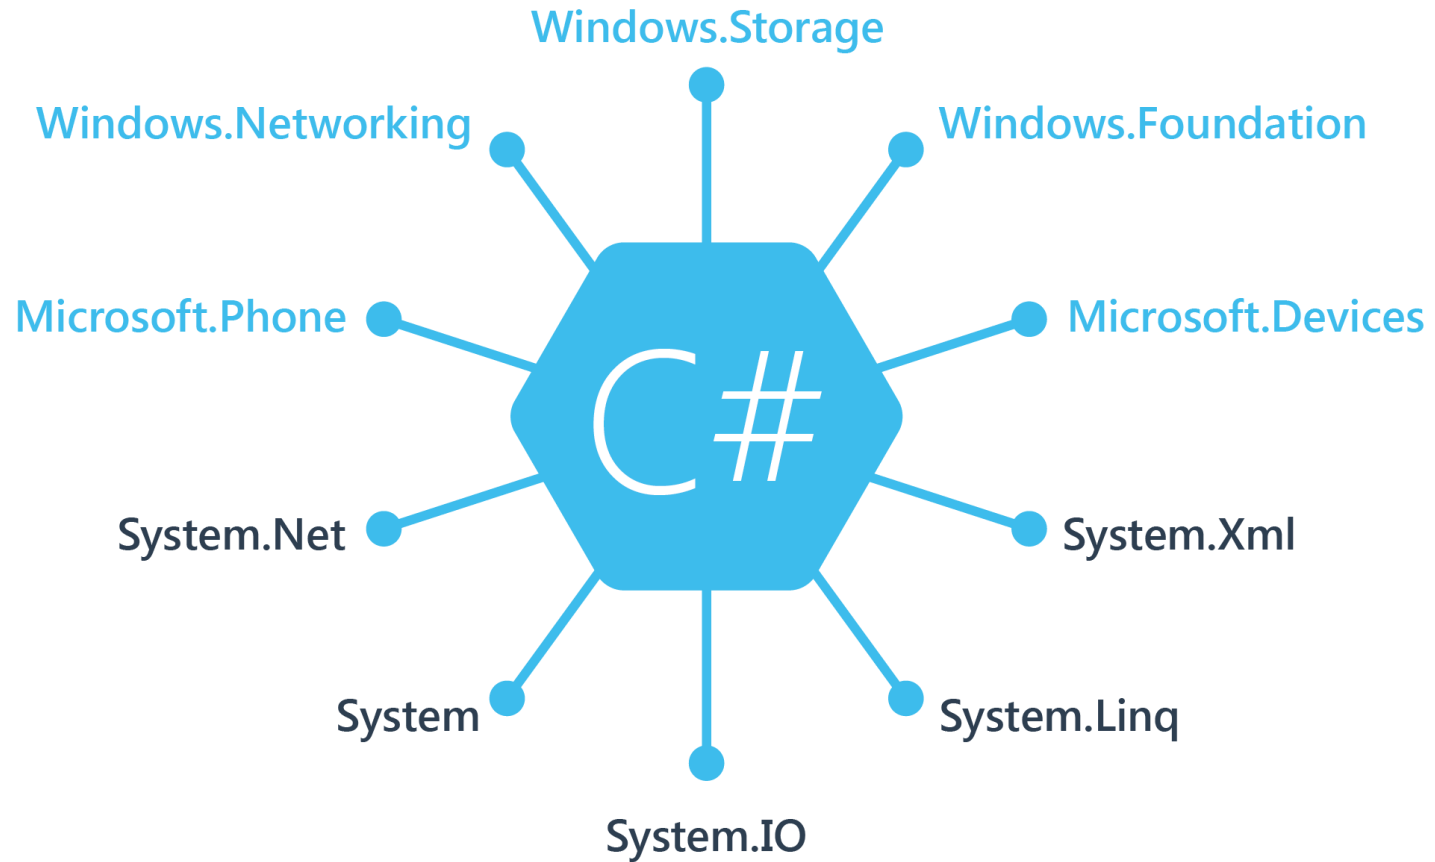 Windows.Storage
Windows.Networking
Windows.Foundation
Microsoft.Phone
Microsoft.Devices
C#
System.Net
System.Xml
System
System.Linq
System.IO